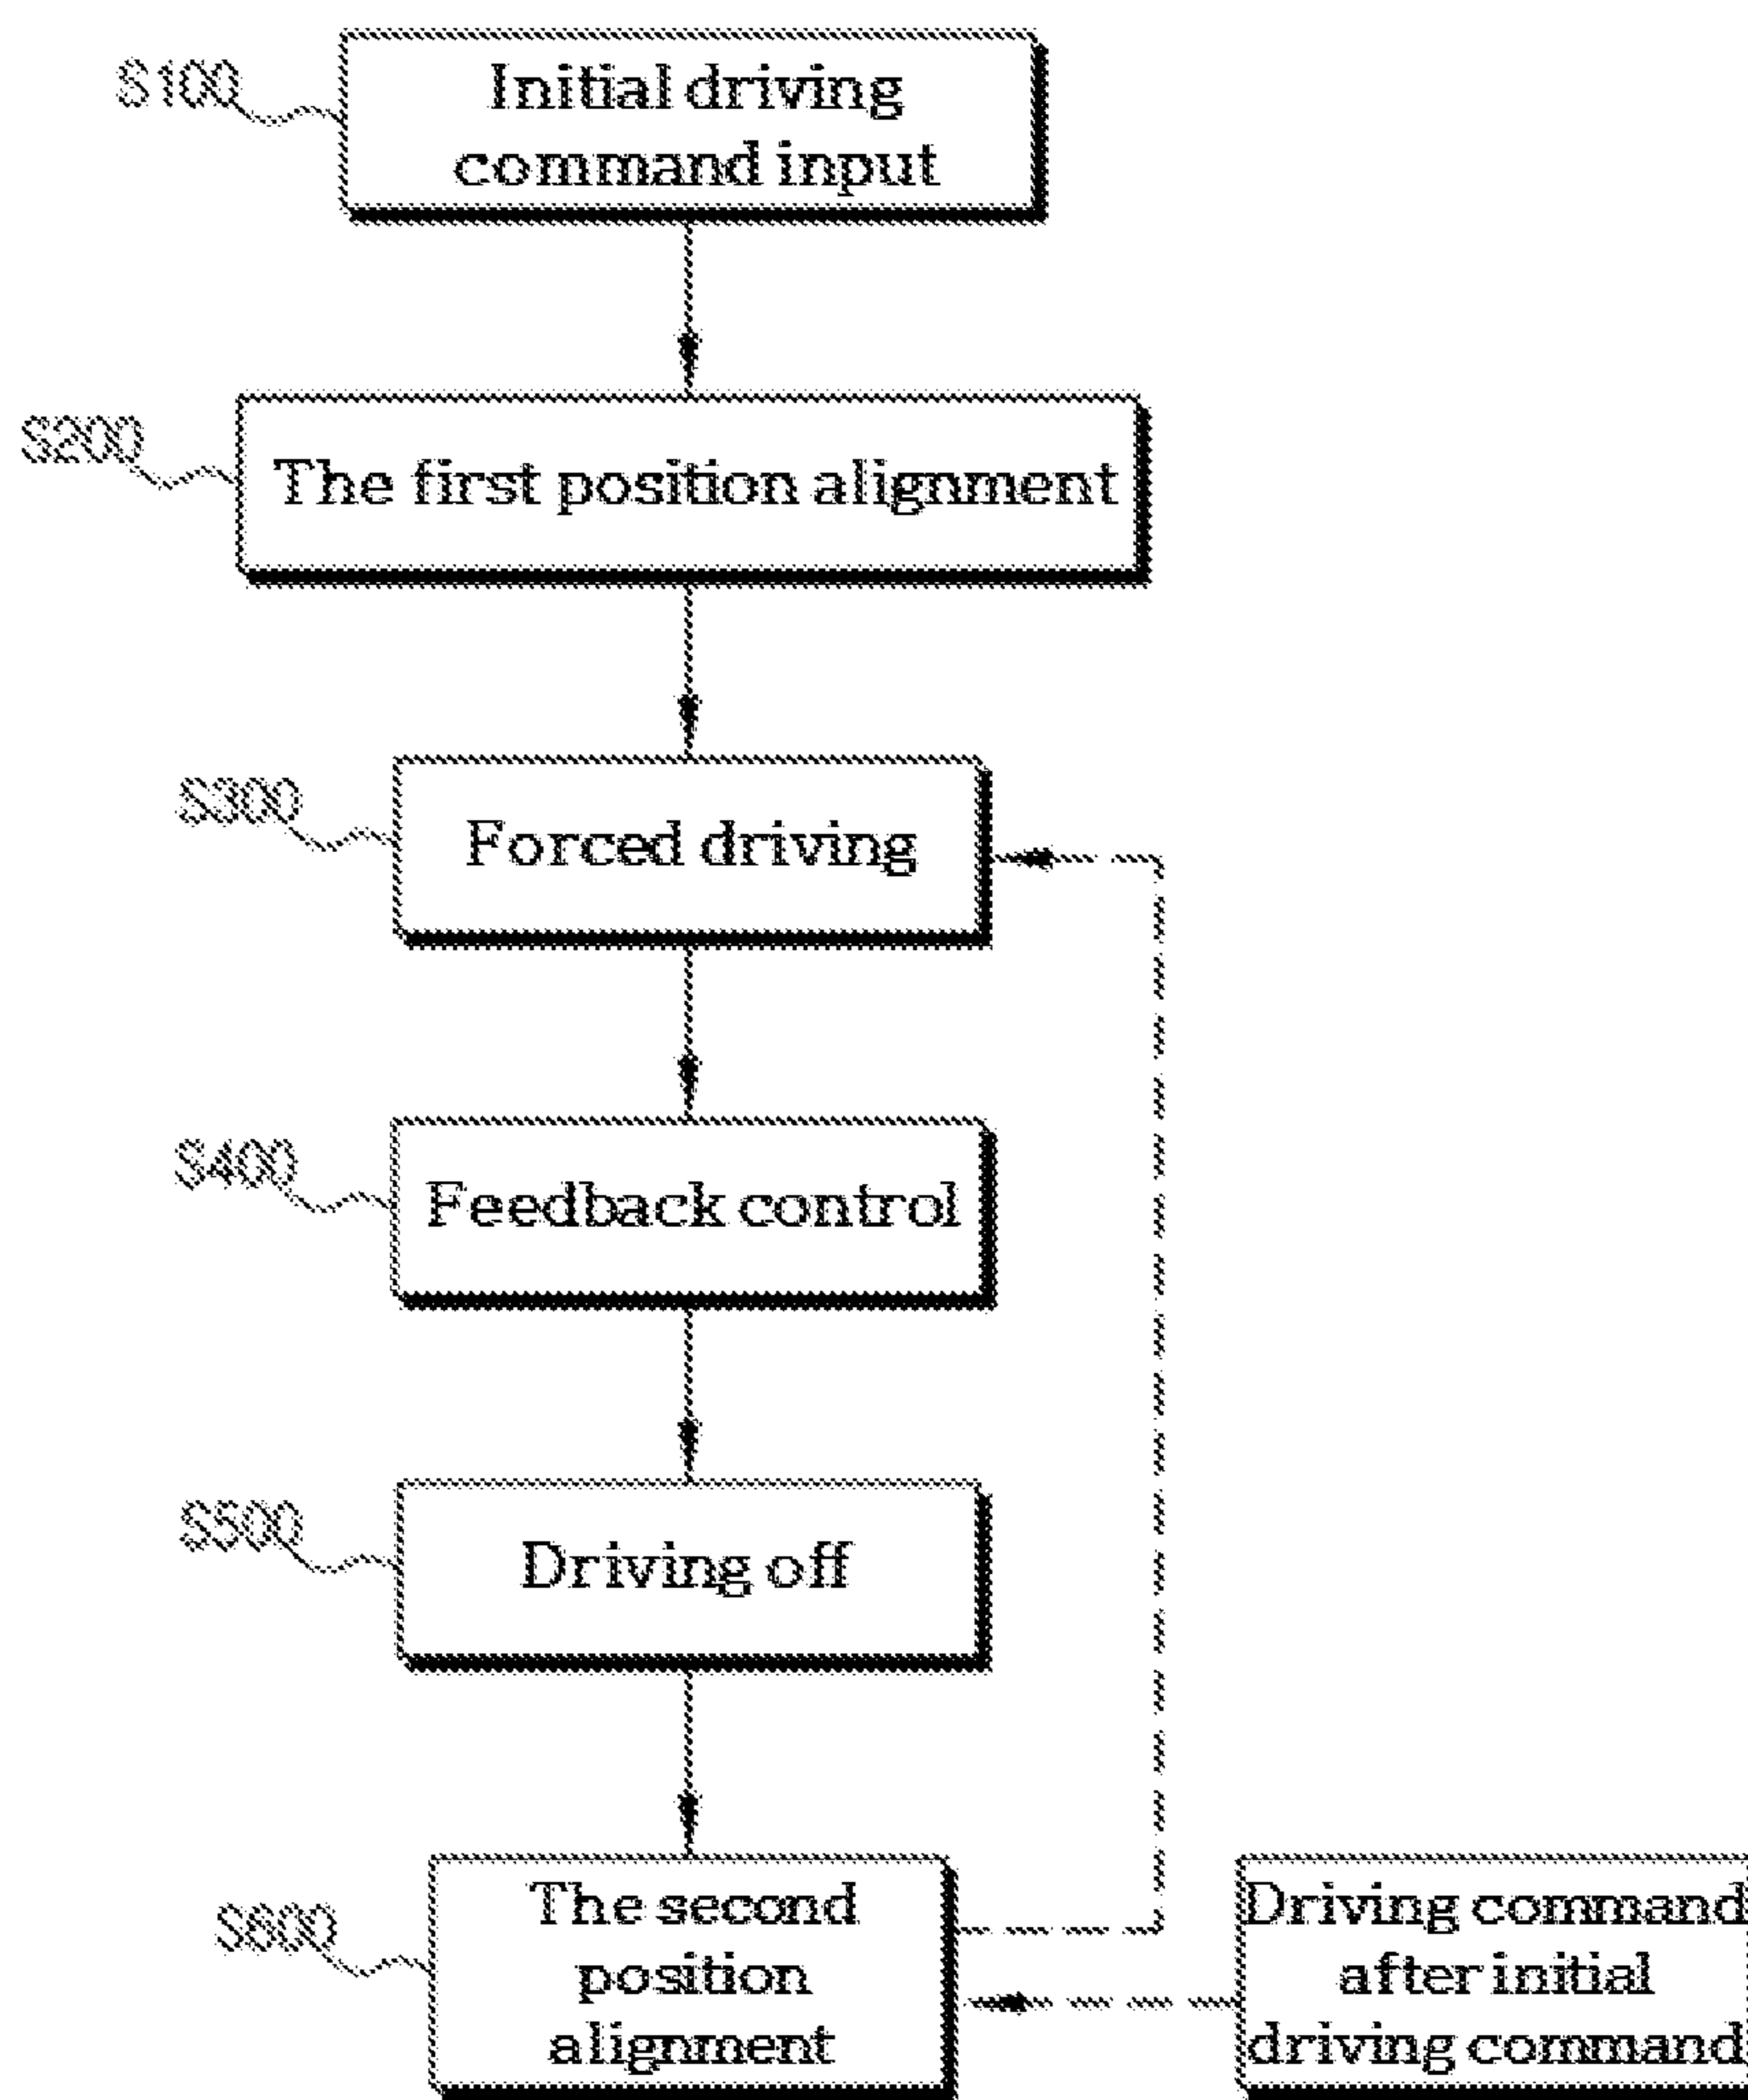 S100
Initial driving
command input
S200
The first position alignment
S300
Forced driving
S400
Feedback control
S500
Driving off
S600
The second
position
alignment
Driving command
after initial
driving command